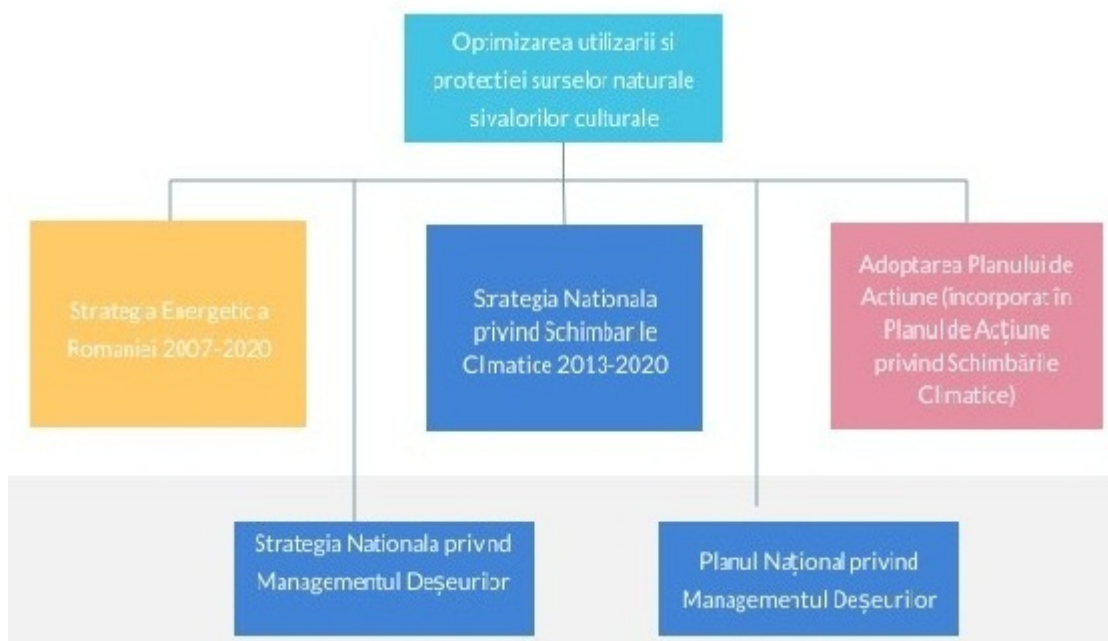 Optimizarea utilizarii si
protectiei surselor naturale
sivalorilor culturale
Strategia Energetica
Romaniei 2007-2020
Srategia Nationala
privind Schimbarile
Climatice 2013-2020
Adoptarea Planului de
Actiune (încorporat în
Planul de Acțiune
privind Schimbările
Climatice)
Strategia Nationala privind
Managementul Deșeurilor
Planul Național privind
Managementul Deșeurilor